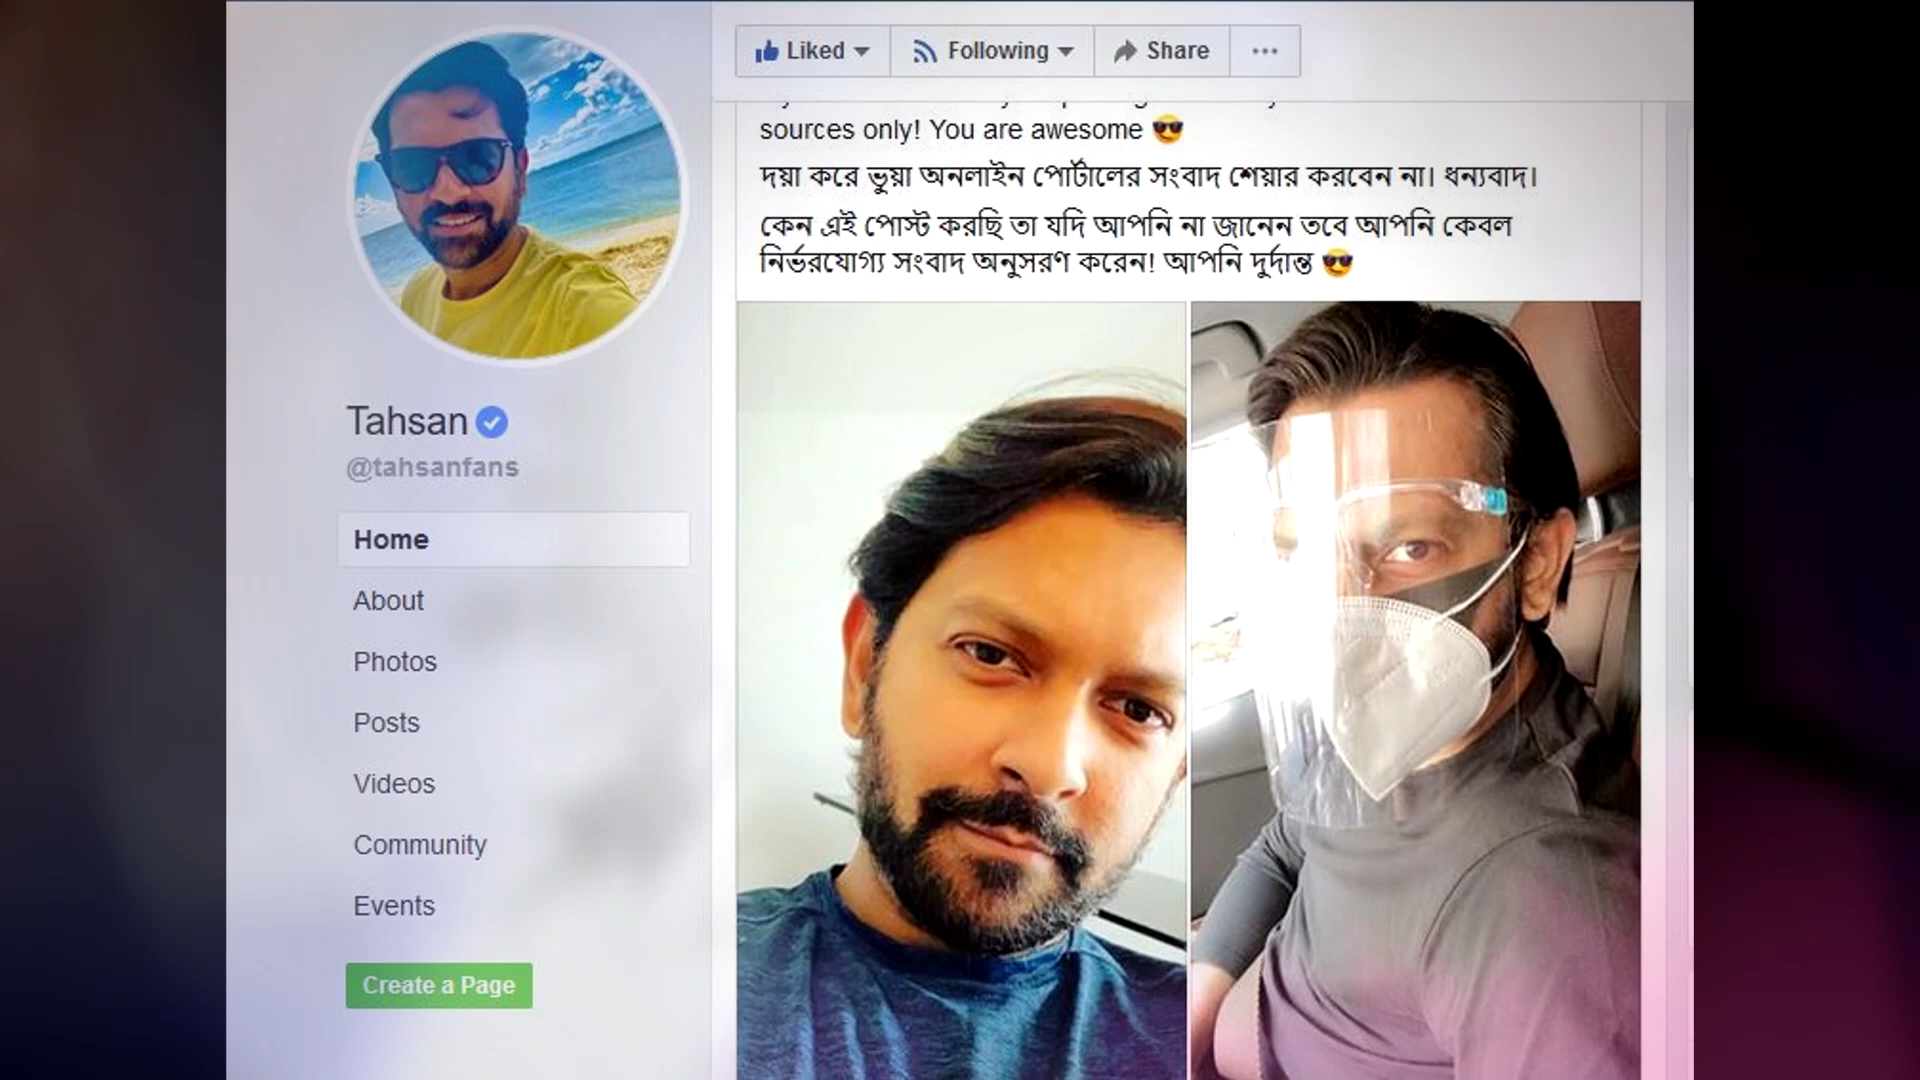 Liked
Following
Share
sources only! You are awesome 😎
দয়া করে ভুয়া অনলাইন পোর্টালের সংবাদ শেয়ার করবেন না। ধন্যবাদ।
কেন এই পোস্ট করছি তা যদি আপনি না জানেন তবে আপনি কেবল
নির্ভরযোগ্য সংবাদ অনুসরণ করেন! আপনি দুর্দান্ত 😎
Tahsan
@tahsanfans
Home
About
Photos
Posts
Videos
Community
Events
Create a Page